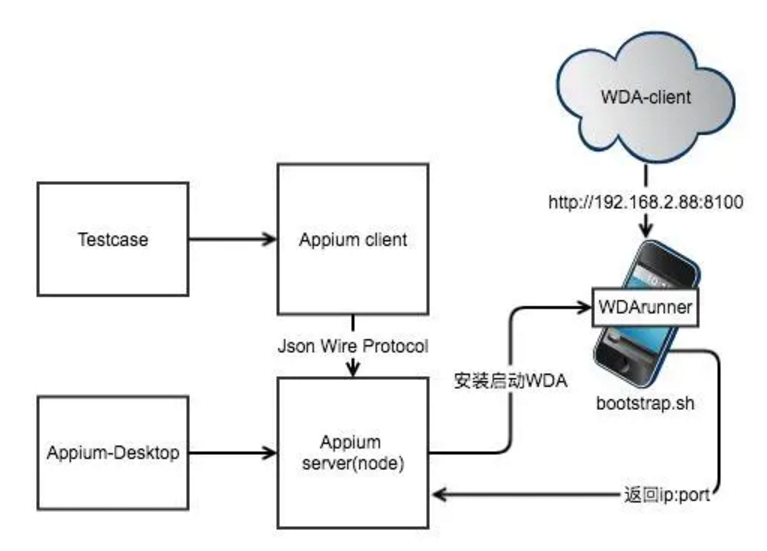 WDA-client
http://192.168.2.88:8100
Testcase
Appium client
WDArunner
Json Wire Protocol
安装启动WDA
bootstrap.sh
Appium-Desktop
Appium
server(node)
返回ip:port